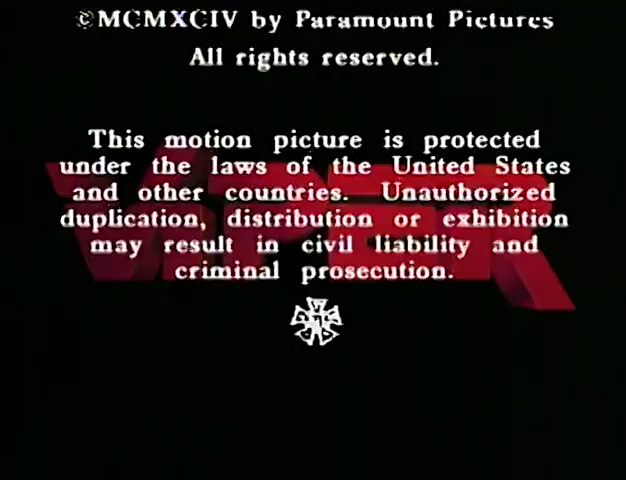 ©MCMXCIV by Paramount Pictures
All rights reserved.
This motion picture is protected
under the laws of the United States
and other countries. Unauthorized
duplication, distribution or exhibition
may result in civil liability and
criminal prosecution.
VIPER